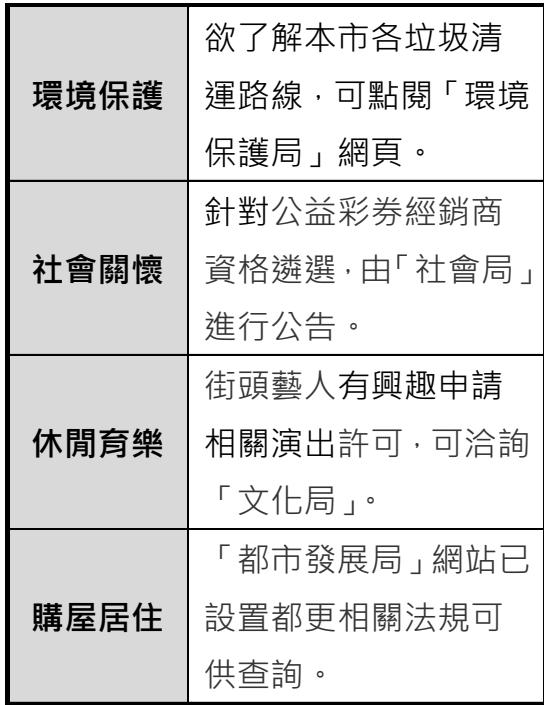 環境保護
欲了解本市各垃圾清
運路線，可點閱「環境
保護局」網頁。
社會關懷
針對公益彩券經銷商
資格遴選，由「社會局」
進行公告。
休閒育樂
街頭藝人有興趣申請
相關演出許可，可洽詢
「文化局」。
購屋居住
「都市發展局」網站已
設置都更相關法規可
供查詢。